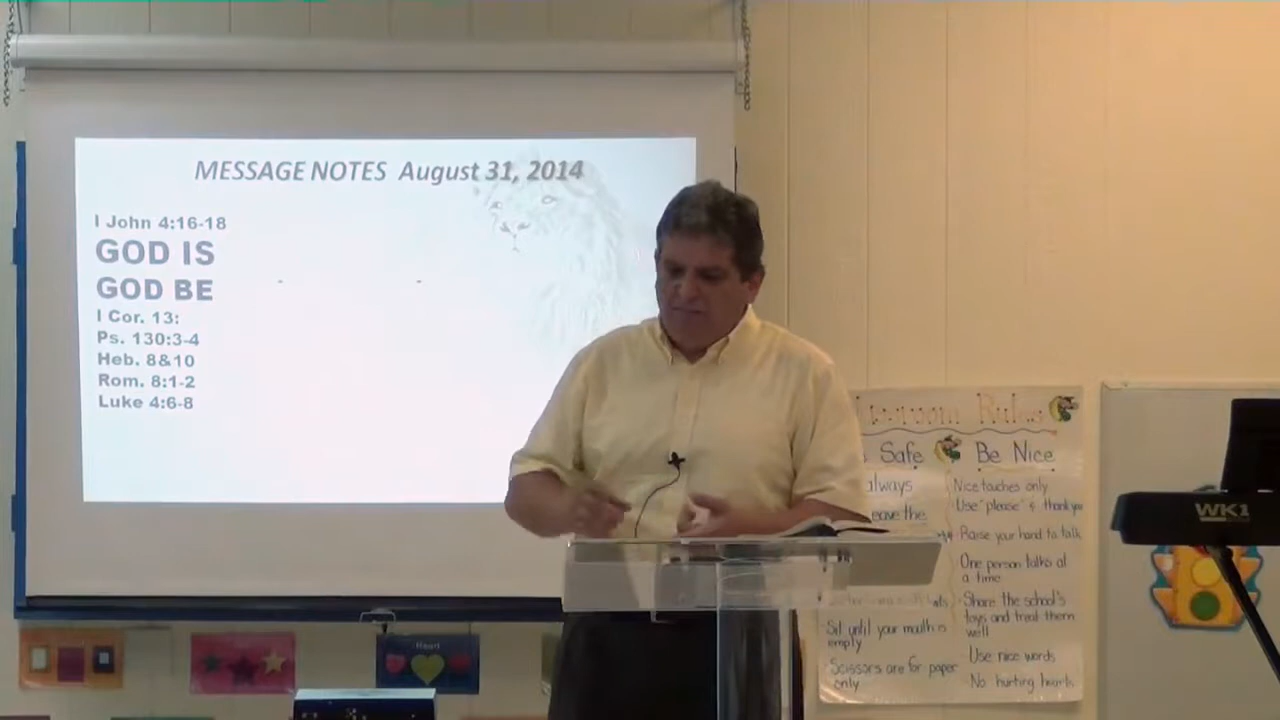 MESSAGE NOTES August 31, 2014
I John 4:16-18
GOD IS
GOD BE
I Cor. 13:
Ps. 130:3-4
Heb. 8&10
Rom. 8:1-2
Luke 4:6-8
Rules
Safe
always
leave the
Sit until your mouth is
empty
Scissors are for paper
only
Be Nice
Nice touches only
Use "please" & thank you
Raise your hand to talk
One person talks at
a time
Share the school's
toys and treat them
well
Use nice words
No hurting hearts
WK1
Heart